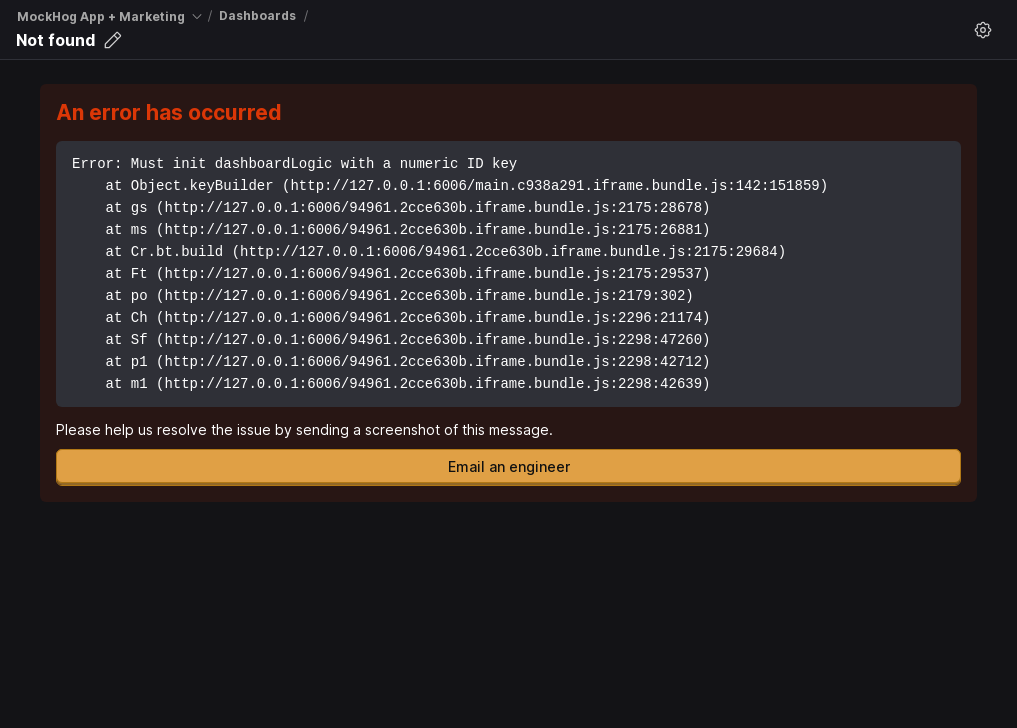 MockHog App + Marketing / Dashboards /
Not found
An error has occurred
Error: Must init dashboardLogic with a numeric ID key
    at Object.keyBuilder (http://127.0.0.1:6006/main.c938a291.iframe.bundle.js:142:151859)
    at gs (http://127.0.0.1:6006/94961.2cce630b.iframe.bundle.js:2175:28678)
    at ms (http://127.0.0.1:6006/94961.2cce630b.iframe.bundle.js:2175:26881)
    at Cr.bt.build (http://127.0.0.1:6006/94961.2cce630b.iframe.bundle.js:2175:29684)
    at Ft (http://127.0.0.1:6006/94961.2cce630b.iframe.bundle.js:2175:29537)
    at po (http://127.0.0.1:6006/94961.2cce630b.iframe.bundle.js:2179:302)
    at Ch (http://127.0.0.1:6006/94961.2cce630b.iframe.bundle.js:2296:21174)
    at Sf (http://127.0.0.1:6006/94961.2cce630b.iframe.bundle.js:2298:47260)
    at p1 (http://127.0.0.1:6006/94961.2cce630b.iframe.bundle.js:2298:42712)
    at m1 (http://127.0.0.1:6006/94961.2cce630b.iframe.bundle.js:2298:42639)
Please help us resolve the issue by sending a screenshot of this message.
Email an engineer